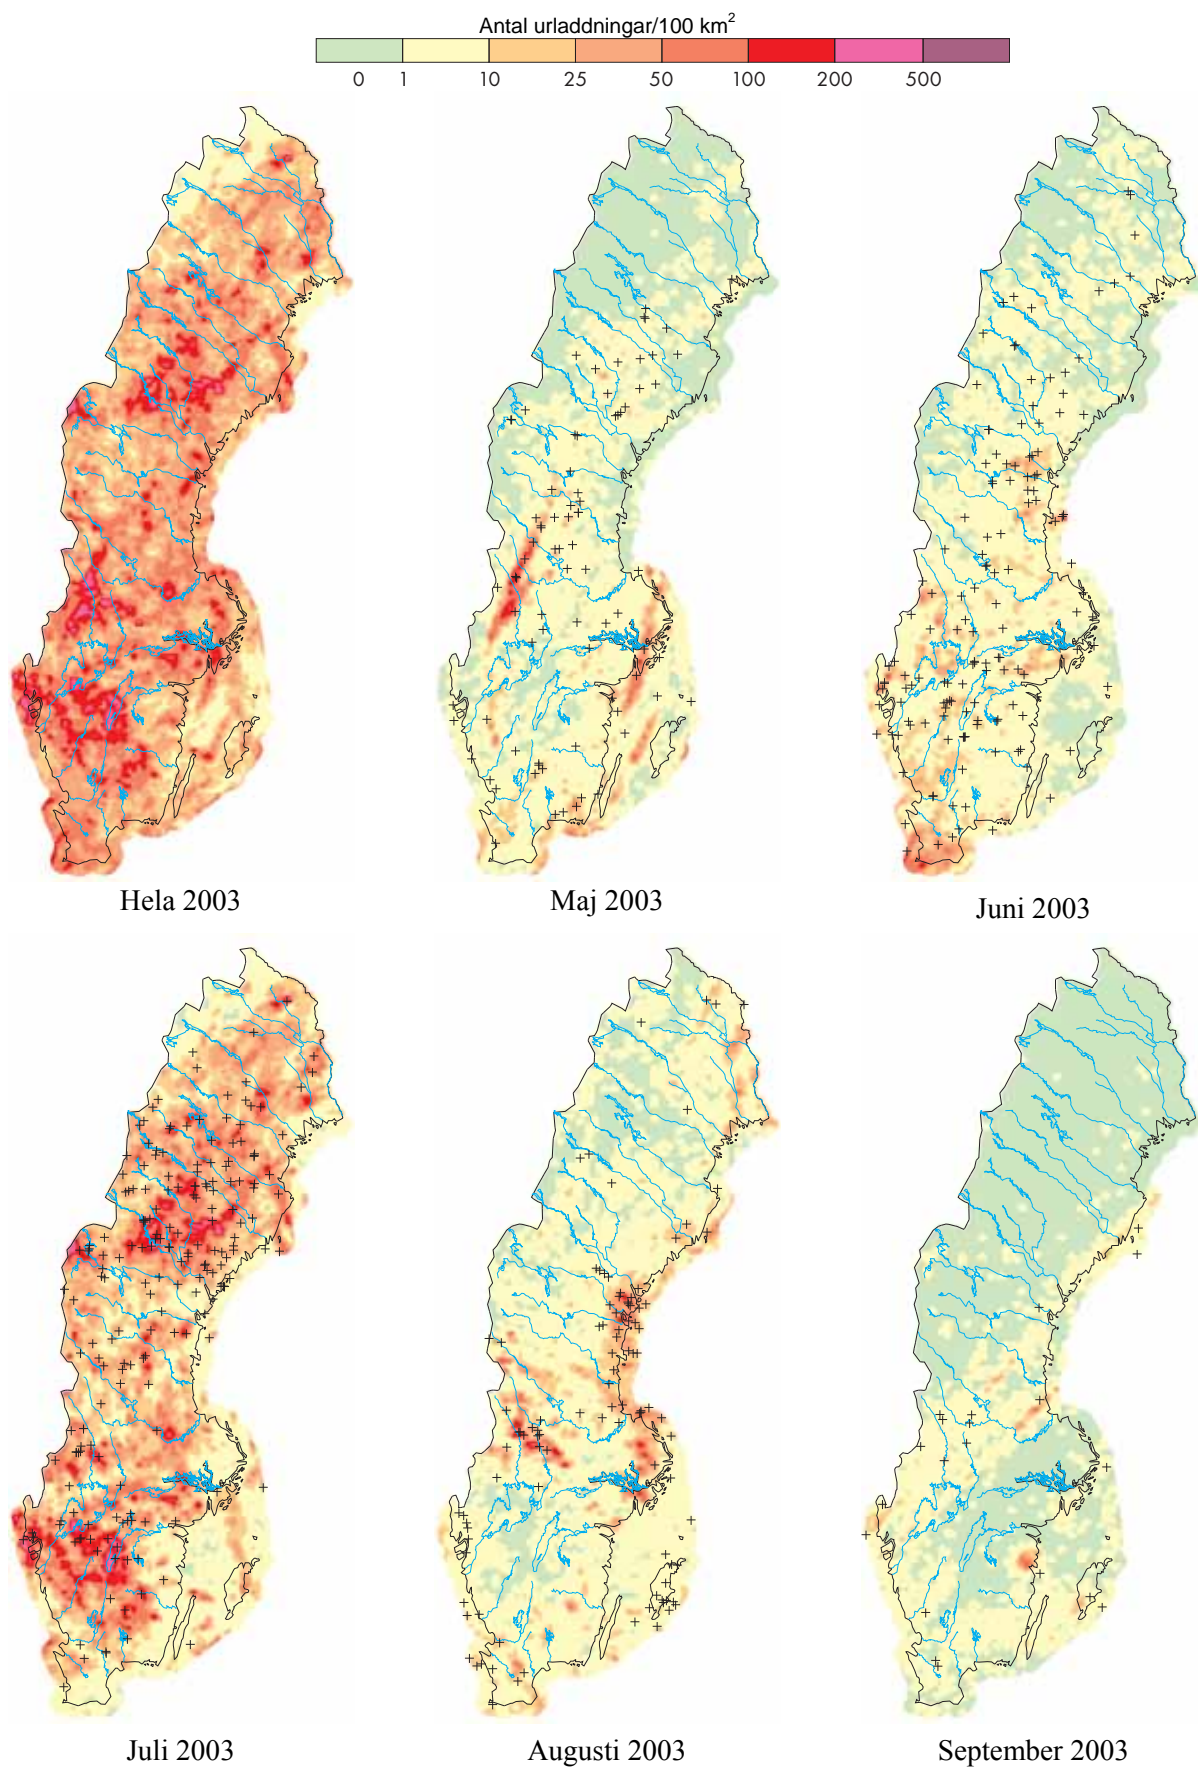 Antal urladdningar/100 km²
0 1 10 25 50 100 200 500
Hela 2003
Maj 2003
Juni 2003
Juli 2003
Augusti 2003
September 2003